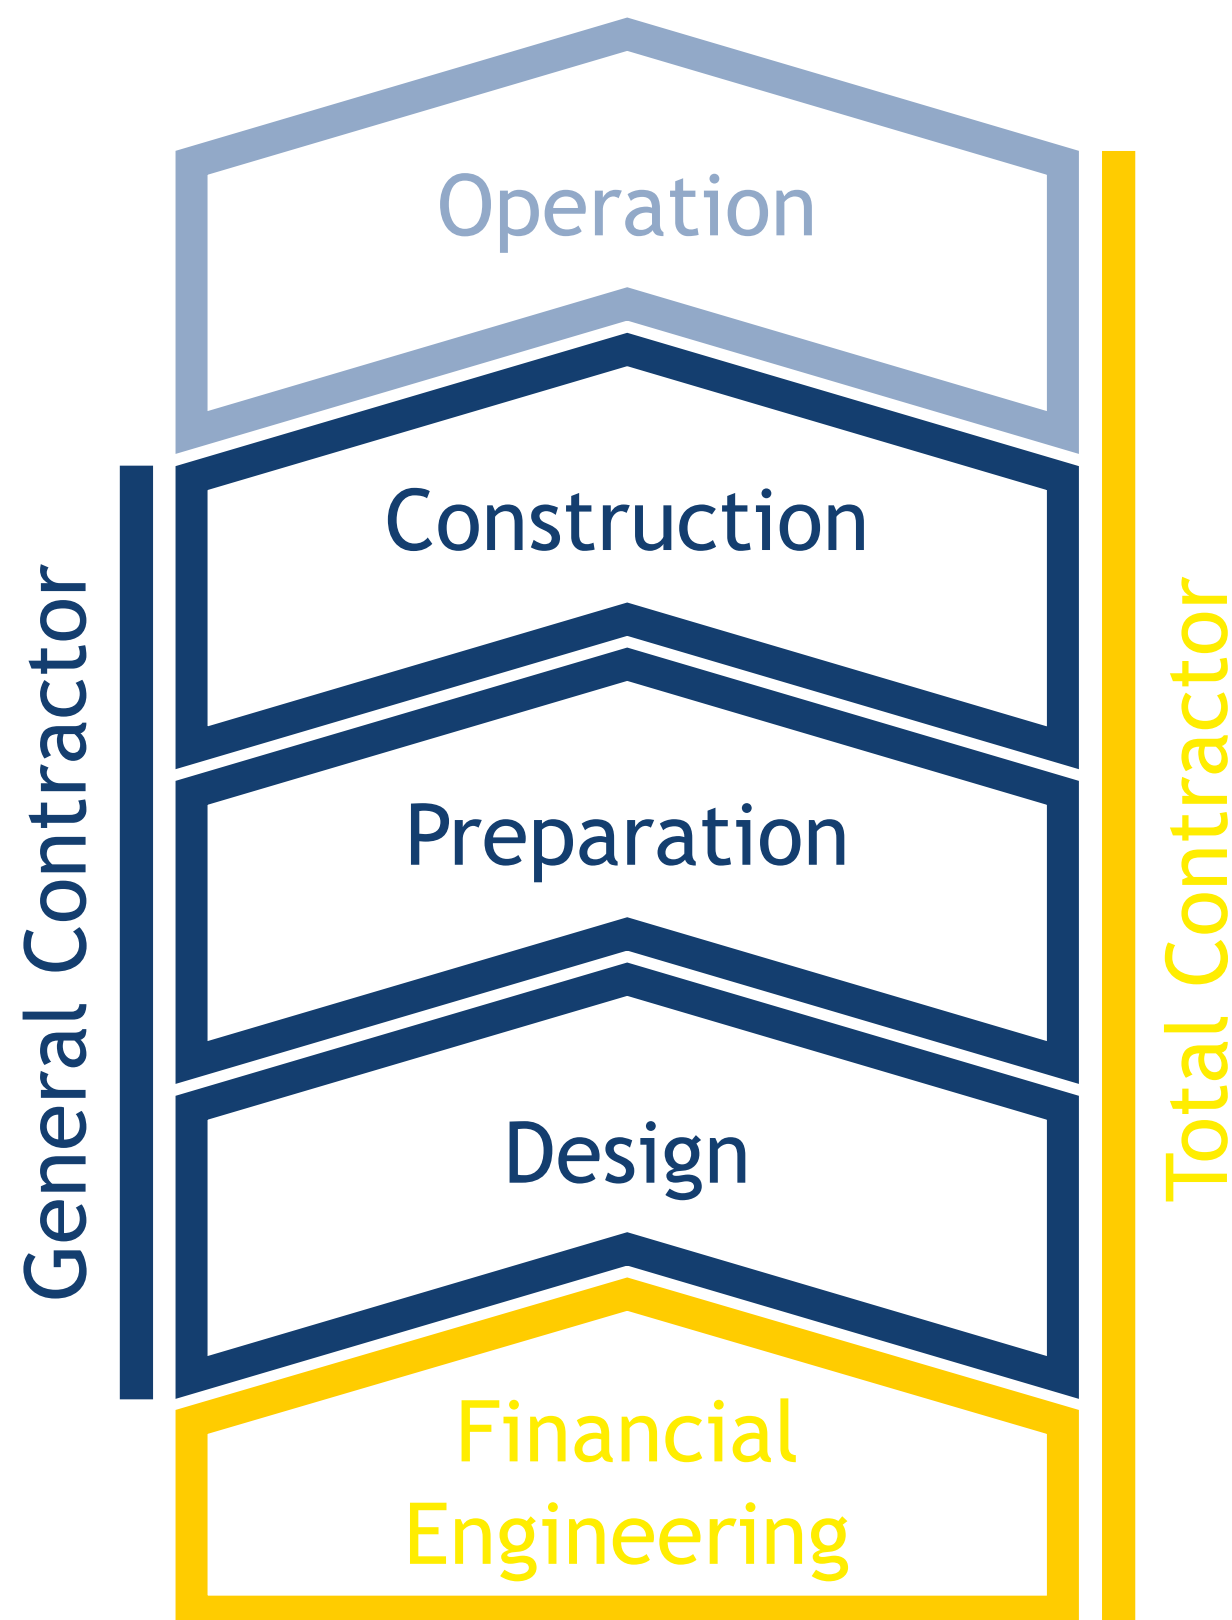 Operation
Construction
Preparation
Design
Financial
Engineering
General Contractor
Total Contractor